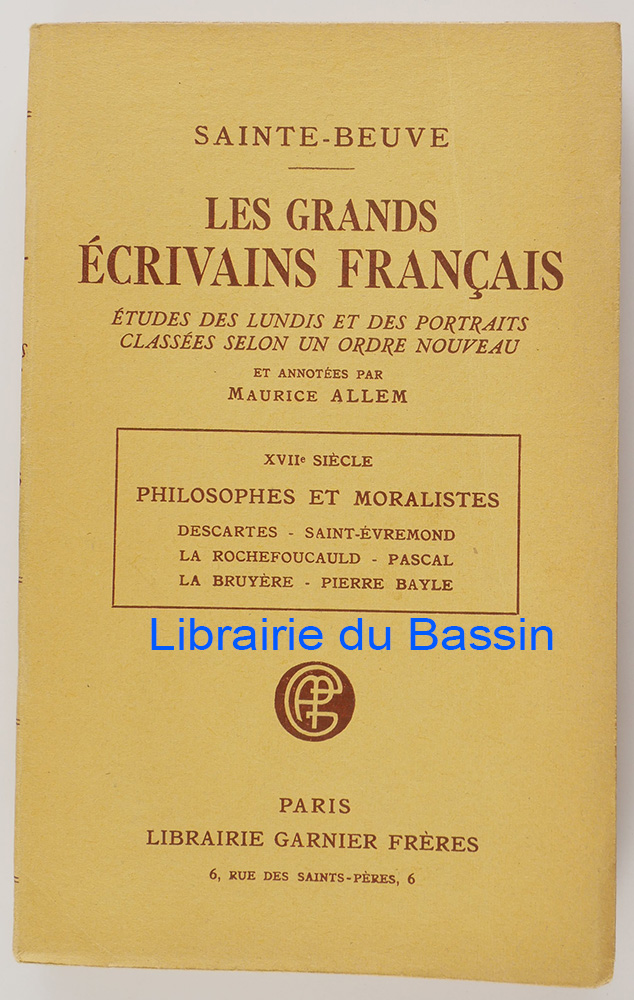 SAINTE-BEUVE
LES GRANDS
ÉCRIVAINS FRANÇAIS
ÉTUDES DES LUNDIS ET DES PORTRAITS
CLASSÉES SELON UN ORDRE NOUVEAU
ET ANNOTÉES PAR
MAURICE ALLEM
XVIIe SIÈCLE
PHILOSOPHES ET MORALISTES
DESCARTES - SAINT-ÉVREMOND
LA ROCHEFOUCAULD - PASCAL
LA BRUYÈRE - PIERRE BAYLE
Librairie du Bassin
PARIS
LIBRAIRIE GARNIER FRÈRES
6, RUE DES SAINTS-PÈRES, 6